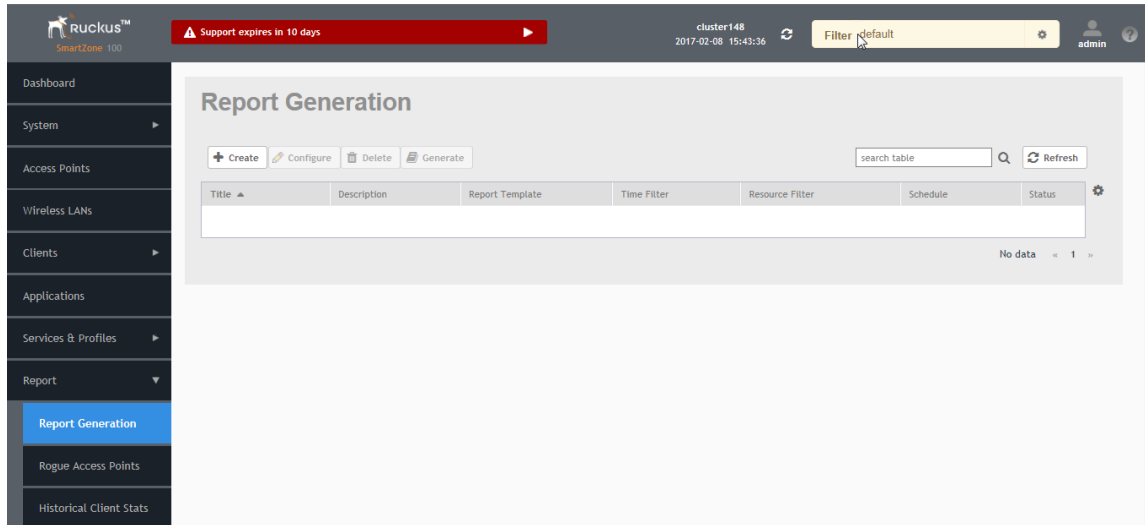 Ruckus™
SmartZone 100
Support expires in 10 days
cluster148
2017-02-08 15:43:36
Filter default
admin
Dashboard
System
Access Points
Wireless LANs
Clients
Applications
Services & Profiles
Report
Report Generation
Rogue Access Points
Historical Client Stats
Report Generation
Create Configure Delete Generate
search table Refresh
Title Description Report Template Time Filter Resource Filter Schedule Status
No data « 1 »